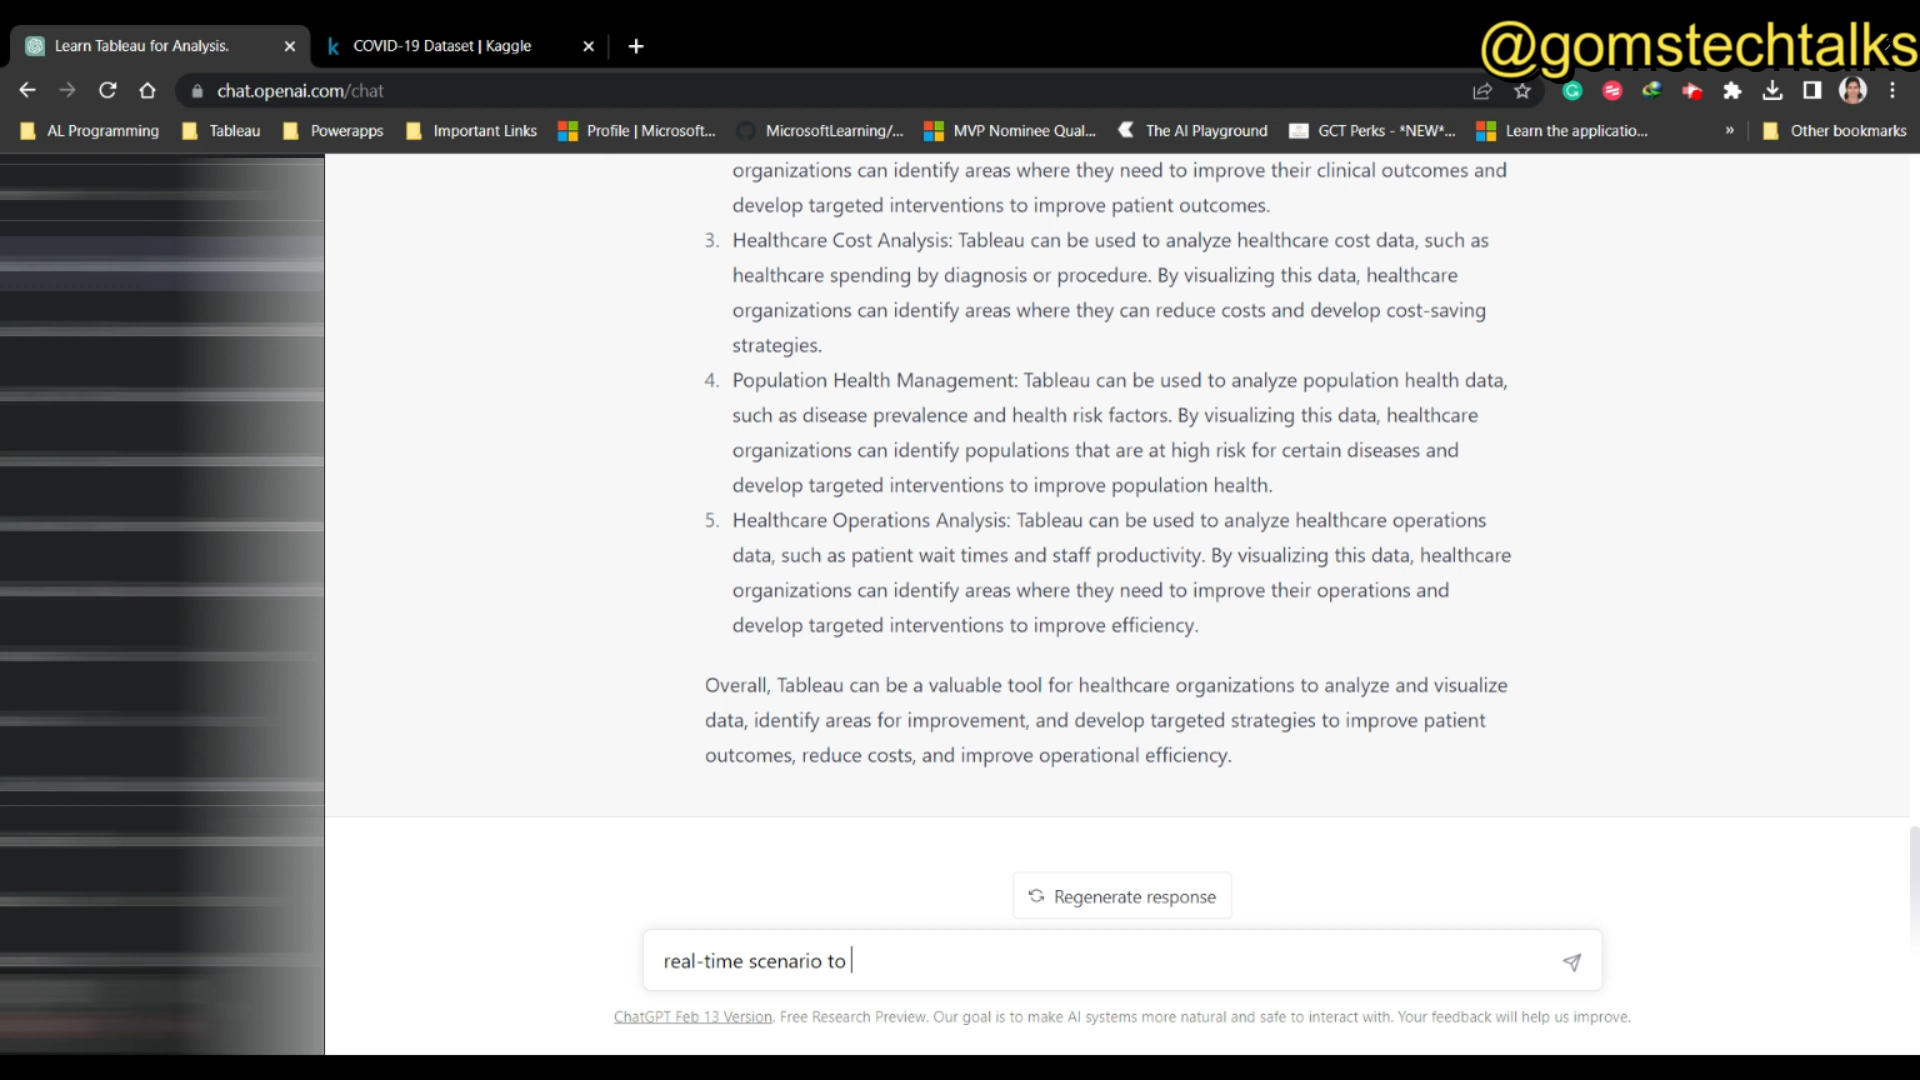 @gomstechtalks
Learn Tableau for Analysis.
COVID-19 Dataset | Kaggle
chat.openai.com/chat
AL Programming
Tableau
Powerapps
Important Links
Profile | Microsoft...
MicrosoftLearning/...
MVP Nominee Qual...
The AI Playground
GCT Perks - *NEW*...
Learn the applicatio...
»
Other bookmarks
organizations can identify areas where they need to improve their clinical outcomes and
develop targeted interventions to improve patient outcomes.
3. Healthcare Cost Analysis: Tableau can be used to analyze healthcare cost data, such as
healthcare spending by diagnosis or procedure. By visualizing this data, healthcare
organizations can identify areas where they can reduce costs and develop cost-saving
strategies.
4. Population Health Management: Tableau can be used to analyze population health data,
such as disease prevalence and health risk factors. By visualizing this data, healthcare
organizations can identify populations that are at high risk for certain diseases and
develop targeted interventions to improve population health.
5. Healthcare Operations Analysis: Tableau can be used to analyze healthcare operations
data, such as patient wait times and staff productivity. By visualizing this data, healthcare
organizations can identify areas where they need to improve their operations and
develop targeted interventions to improve efficiency.
Overall, Tableau can be a valuable tool for healthcare organizations to analyze and visualize
data, identify areas for improvement, and develop targeted strategies to improve patient
outcomes, reduce costs, and improve operational efficiency.
Regenerate response
real-time scenario to
ChatGPT Feb 13 Version. Free Research Preview. Our goal is to make AI systems more natural and safe to interact with. Your feedback will help us improve.